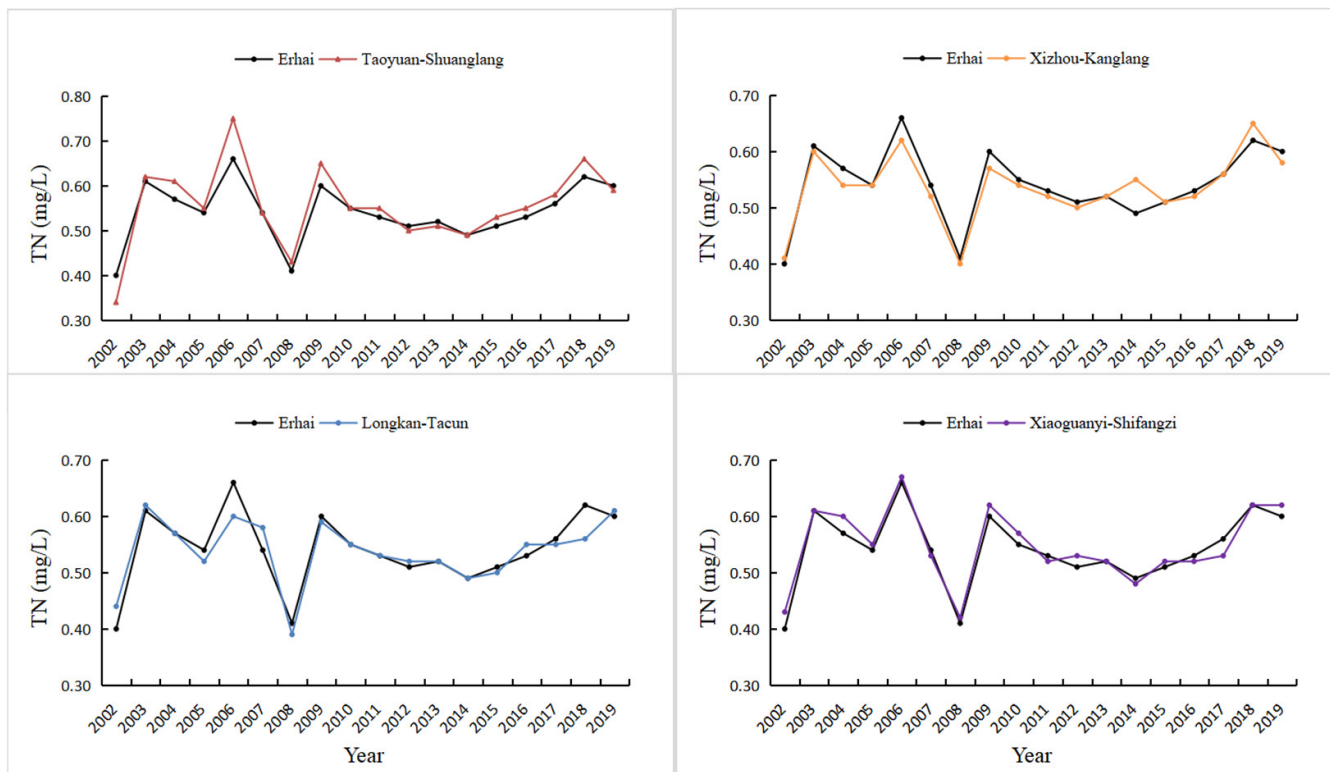 Erhai Taoyuan-Shuanglang
TN (mg/L)
0.80
0.70
0.60
0.50
0.40
0.30
2002 2003 2004 2005 2006 2007 2008 2009 2010 2011 2012 2013 2014 2015 2016 2017 2018 2019
Erhai Xizhou-Kanglang
TN (mg/L)
0.70
0.60
0.50
0.40
0.30
2002 2003 2004 2005 2006 2007 2008 2009 2010 2011 2012 2013 2014 2015 2016 2017 2018 2019
Erhai Longkan-Tacun
TN (mg/L)
0.70
0.60
0.50
0.40
0.30
2002 2003 2004 2005 2006 2007 2008 2009 2010 2011 2012 2013 2014 2015 2016 2017 2018 2019
Year
Erhai Xiaoguanyi-Shifangzi
TN (mg/L)
0.70
0.60
0.50
0.40
0.30
2002 2003 2004 2005 2006 2007 2008 2009 2010 2011 2012 2013 2014 2015 2016 2017 2018 2019
Year